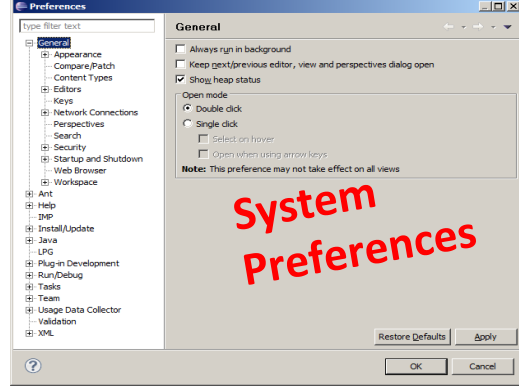 Preferences
type filter text
General
General
Appearance
Compare/Patch
Content Types
Editors
Keys
Network Connections
Perspectives
Search
Security
Startup and Shutdown
Web Browser
Workspace
Ant
Help
IMP
Install/Update
Java
LPG
Plug-in Development
Run/Debug
Tasks
Team
Usage Data Collector
Validation
XML
Always run in background
Keep next/previous editor, view and perspectives dialog open
Show heap status
Open mode
Double click
Single click
Select on hover
Open when using arrow keys
Note: This preference may not take effect on all views
System
Preferences
Restore Defaults Apply
? OK Cancel